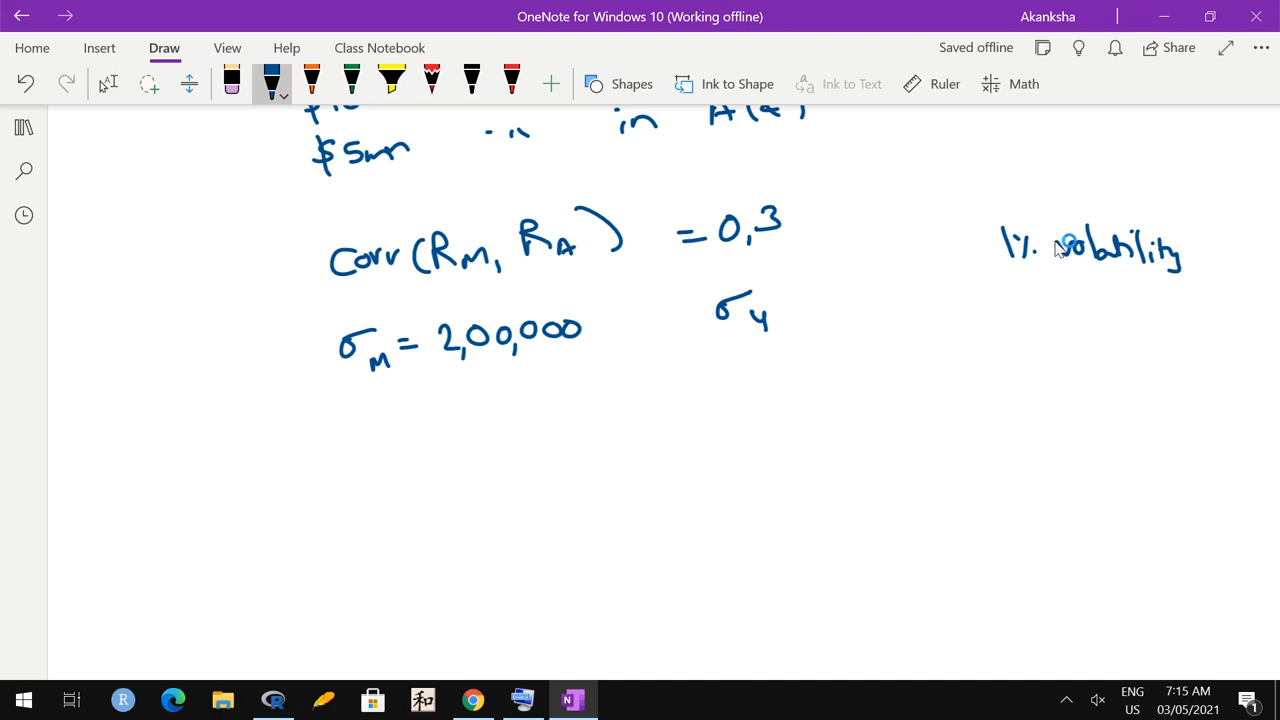 OneNote for Windows 10 (Working offline)
Akanksha
Home Insert Draw View Help Class Notebook
Saved offline Share
Shapes Ink to Shape Ink to Text Ruler Math
in
$5mn
Corr(RM, RA) = 0,3
1% volatility
σM = 2,00,000
σy
ENG 7:15 AM
US 03/05/2021
1